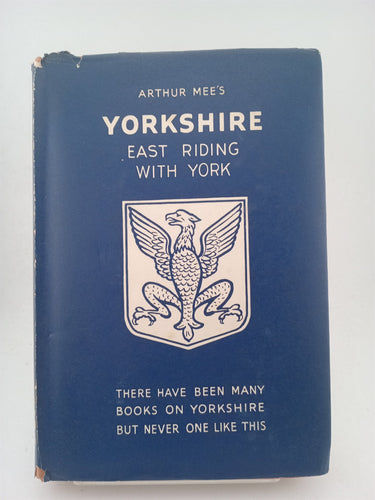 ARTHUR MEE'S
YORKSHIRE
EAST RIDING
WITH YORK
THERE HAVE BEEN MANY
BOOKS ON YORKSHIRE
BUT NEVER ONE LIKE THIS